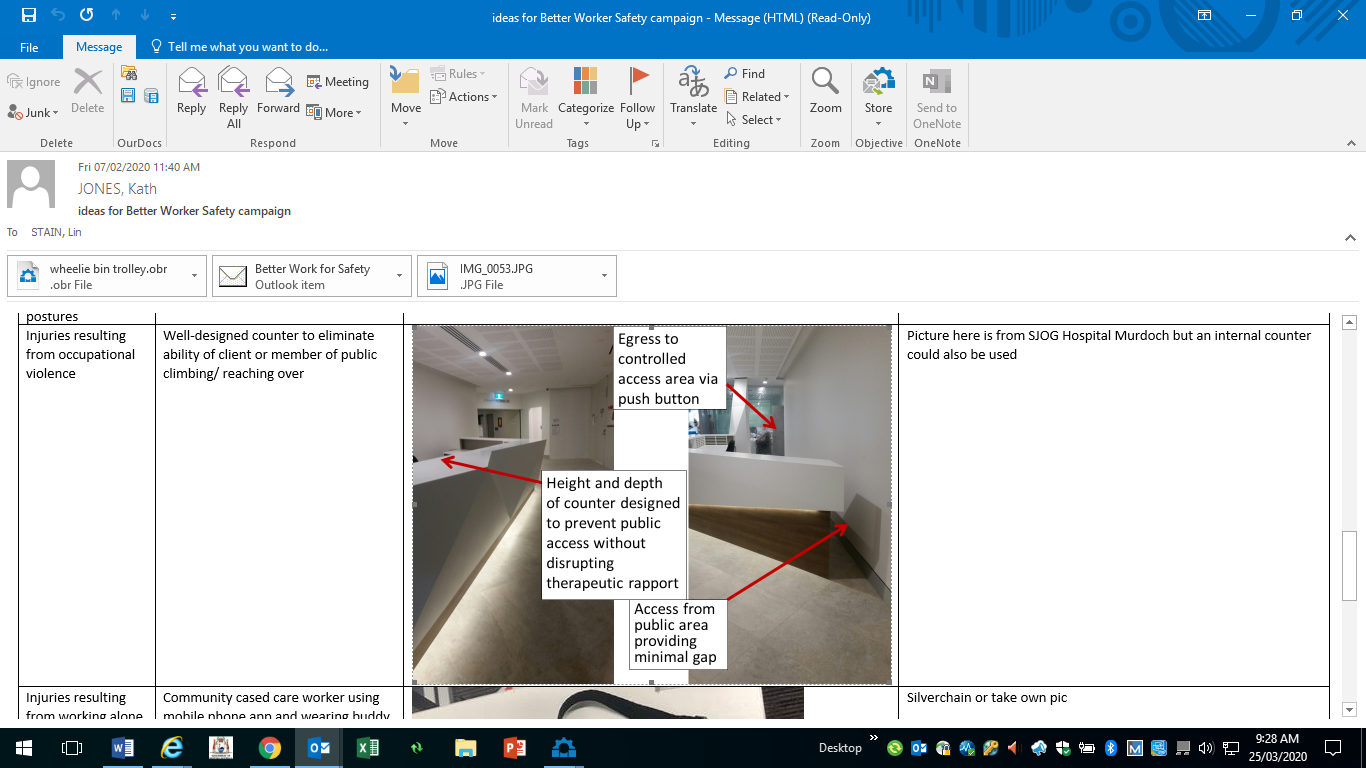 ideas for Better Worker Safety campaign - Message (HTML) (Read-Only)
File
Message
Tell me what you want to do...
Ignore
Junk
Delete
Delete
OurDocs
Reply
Reply All
Forward
Meeting
More
Respond
Move
Rules
Actions
Move
Mark Unread
Categorize
Follow Up
Tags
Translate
Find
Related
Select
Editing
Zoom
Zoom
Store
Objective
Send to OneNote
OneNote
Fri 07/02/2020 11:40 AM
JONES, Kath
ideas for Better Worker Safety campaign
To STAIN, Lin
wheelie bin trolley.obr
.obr File
Better Work for Safety
Outlook item
IMG_0053.JPG
.JPG File
postures
Injuries resulting
from occupational
violence
Well-designed counter to eliminate
ability of client or member of public
climbing/ reaching over
Egress to
controlled
access area via
push button
Height and depth
of counter designed
to prevent public
access without
disrupting
therapeutic rapport
Access from
public area
providing
minimal gap
Picture here is from SJOG Hospital Murdoch but an internal counter
could also be used
Injuries resulting
from working alone
Community cased care worker using
mobile phone app and wearing buddy
Silverchain or take own pic
Desktop
9:28 AM
25/03/2020